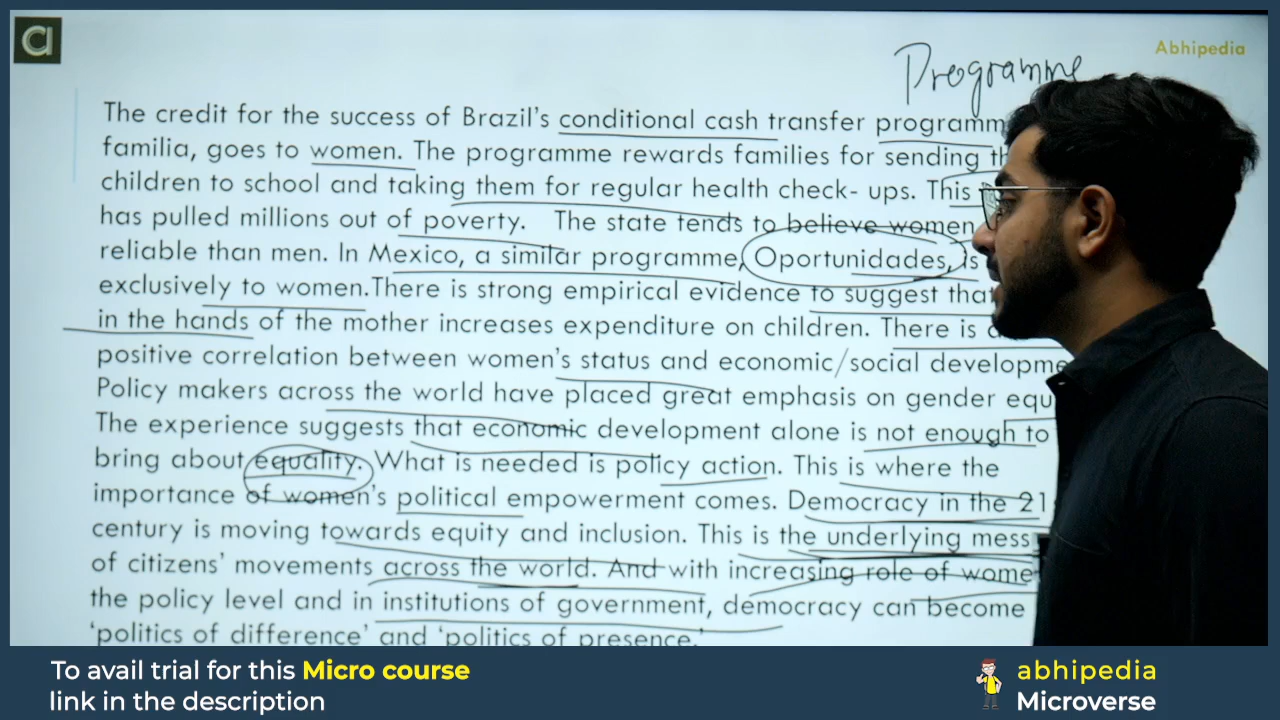 Abhipedia
Programme
The credit for the success of Brazil's conditional cash transfer programm
familia, goes to women. The programme rewards families for sending th
children to school and taking them for regular health check- ups. This
has pulled millions out of poverty. The state tends to believe women
reliable than men. In Mexico, a similar programme, Oportunidades, is
exclusively to women.There is strong empirical evidence to suggest that
in the hands of the mother increases expenditure on children. There is
positive correlation between women's status and economic/social developme
Policy makers across the world have placed great emphasis on gender equ
The experience suggests that economic development alone is not enough to
bring about equality. What is needed is policy action. This is where the
importance of women's political empowerment comes. Democracy in the 21
century is moving towards equity and inclusion. This is the underlying mess
of citizens' movements across the world. And with increasing role of wome
the policy level and in institutions of government, democracy can become
'politics of difference' and 'politics of presence.'
To avail trial for this Micro course
link in the description
abhipedia
Microverse